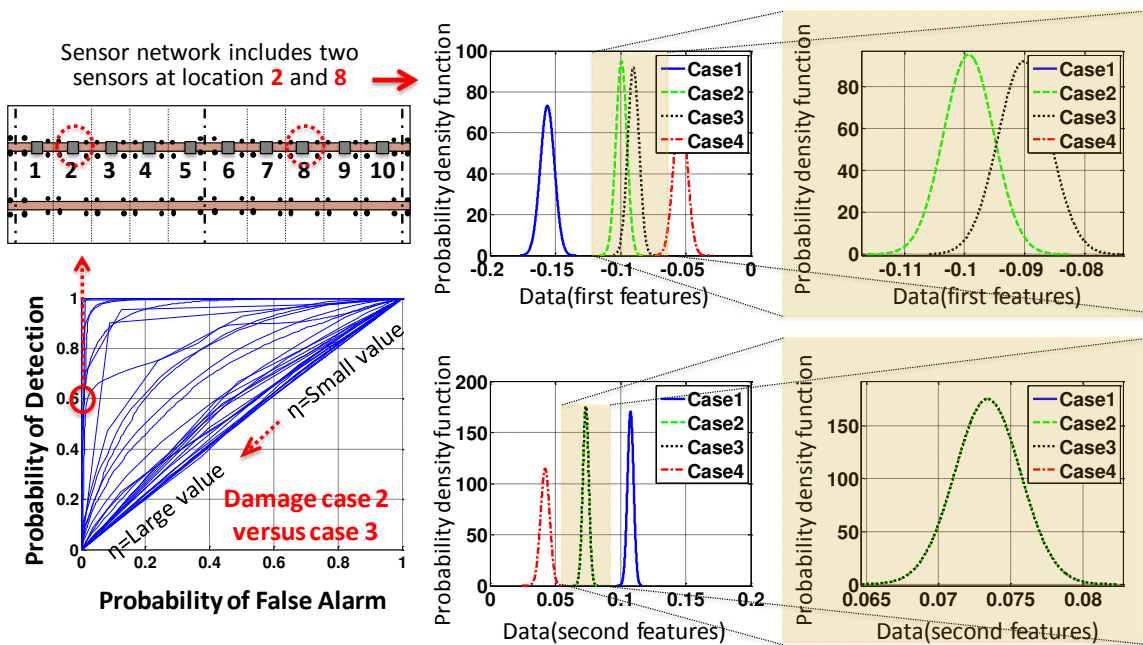 Sensor network includes two
sensors at location 2 and 8
1 2 3 4 5 6 7 8 9 10
Probability of Detection
1
0.8
0.6
0.4
0.2
0
0 0.2 0.4 0.6 0.8 1
η=Small value
η=Large value
Damage case 2
versus case 3
Probability of False Alarm
Probability density function
100
80
60
40
20
0
-0.2 -0.15 -0.1 -0.05 0
Data(first features)
Case1
Case2
Case3
Case4
Probability density function
80
60
40
20
0
-0.11 -0.1 -0.09 -0.08
Data(first features)
Case1
Case2
Case3
Case4
Probability density function
200
150
100
50
0
0 0.05 0.1 0.15 0.2
Data(second features)
Case1
Case2
Case3
Case4
Probability density function
150
100
50
0
0.065 0.07 0.075 0.08
Data(second features)
Case1
Case2
Case3
Case4